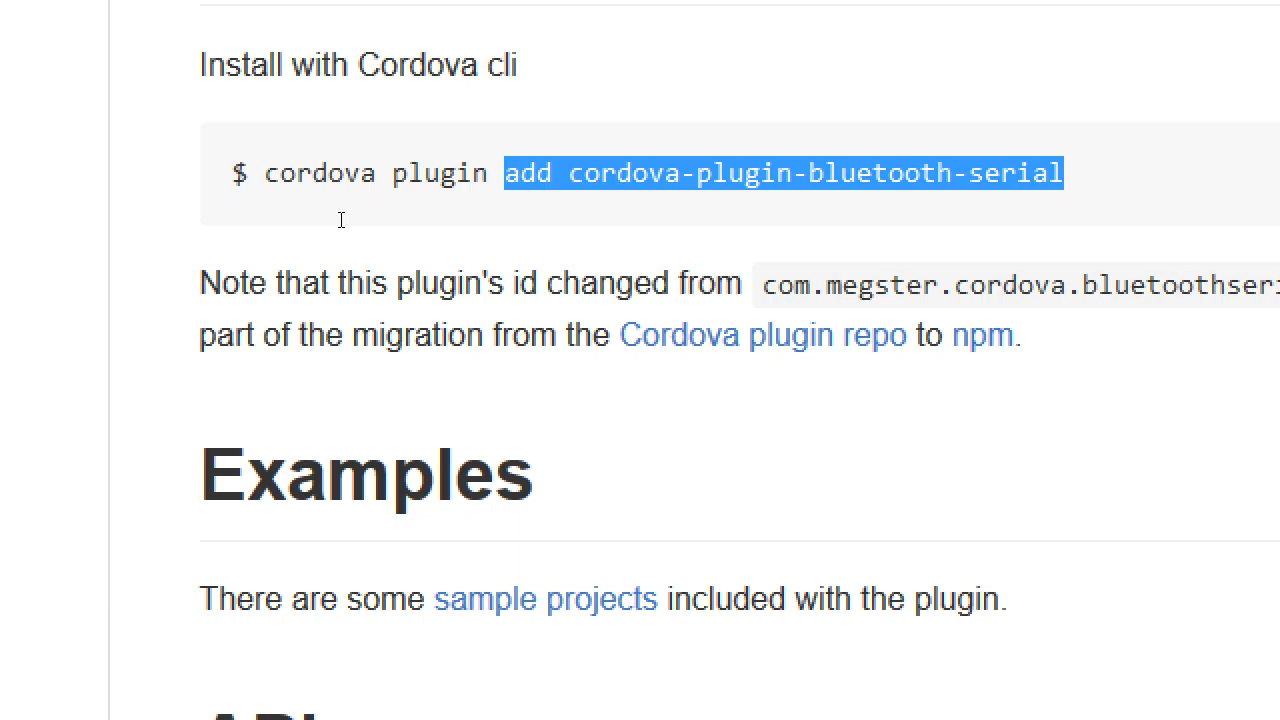 Install with Cordova cli
$ cordova plugin add cordova-plugin-bluetooth-serial
Note that this plugin's id changed from com.megster.cordova.bluetoothseri
part of the migration from the Cordova plugin repo to npm.
Examples
There are some sample projects included with the plugin.
API